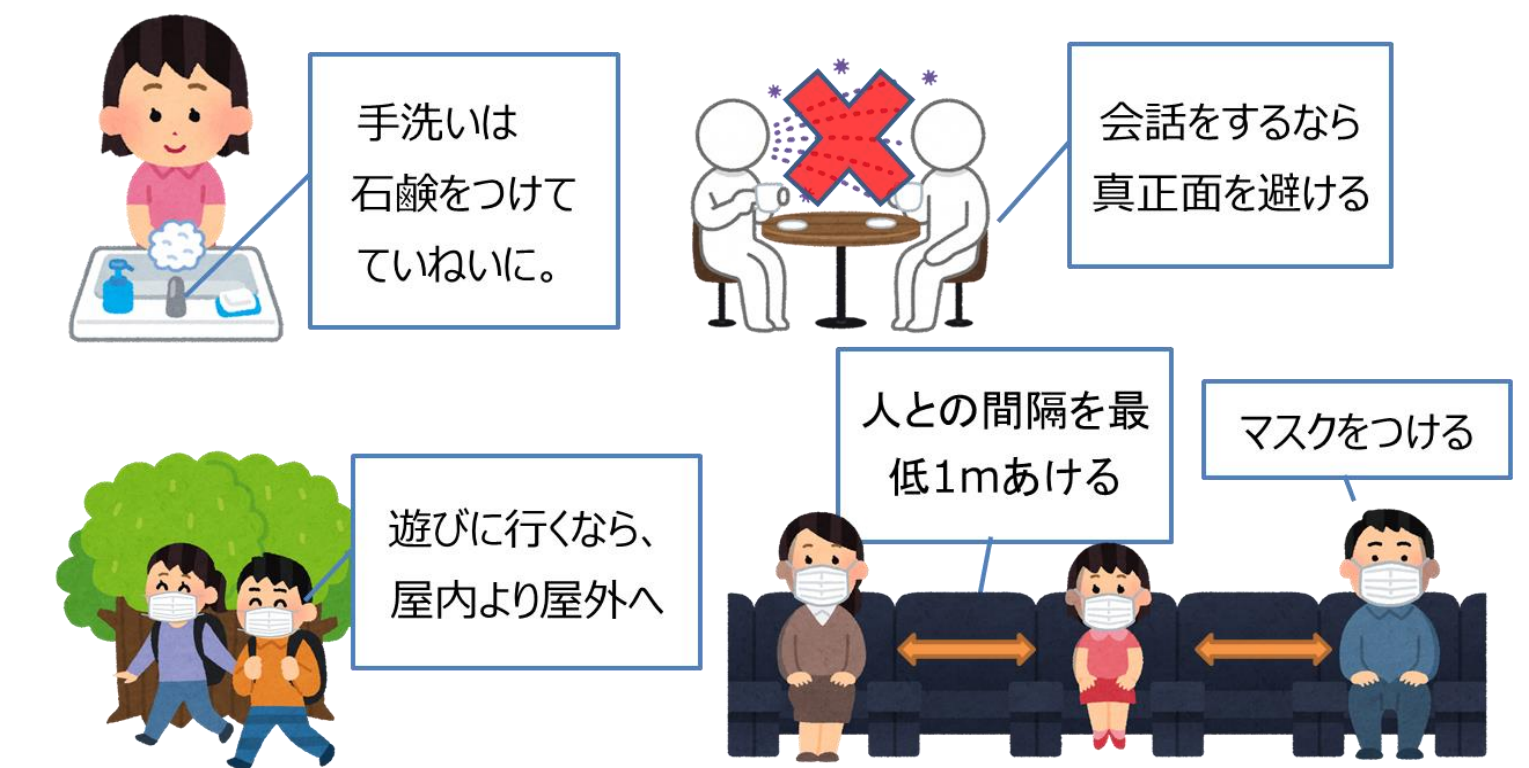 手洗いは
石鹸をつけて
ていねいに。
会話をするなら
真正面を避ける
遊びに行くなら、
屋内より屋外へ
人との間隔を最
低1mあける
マスクをつける